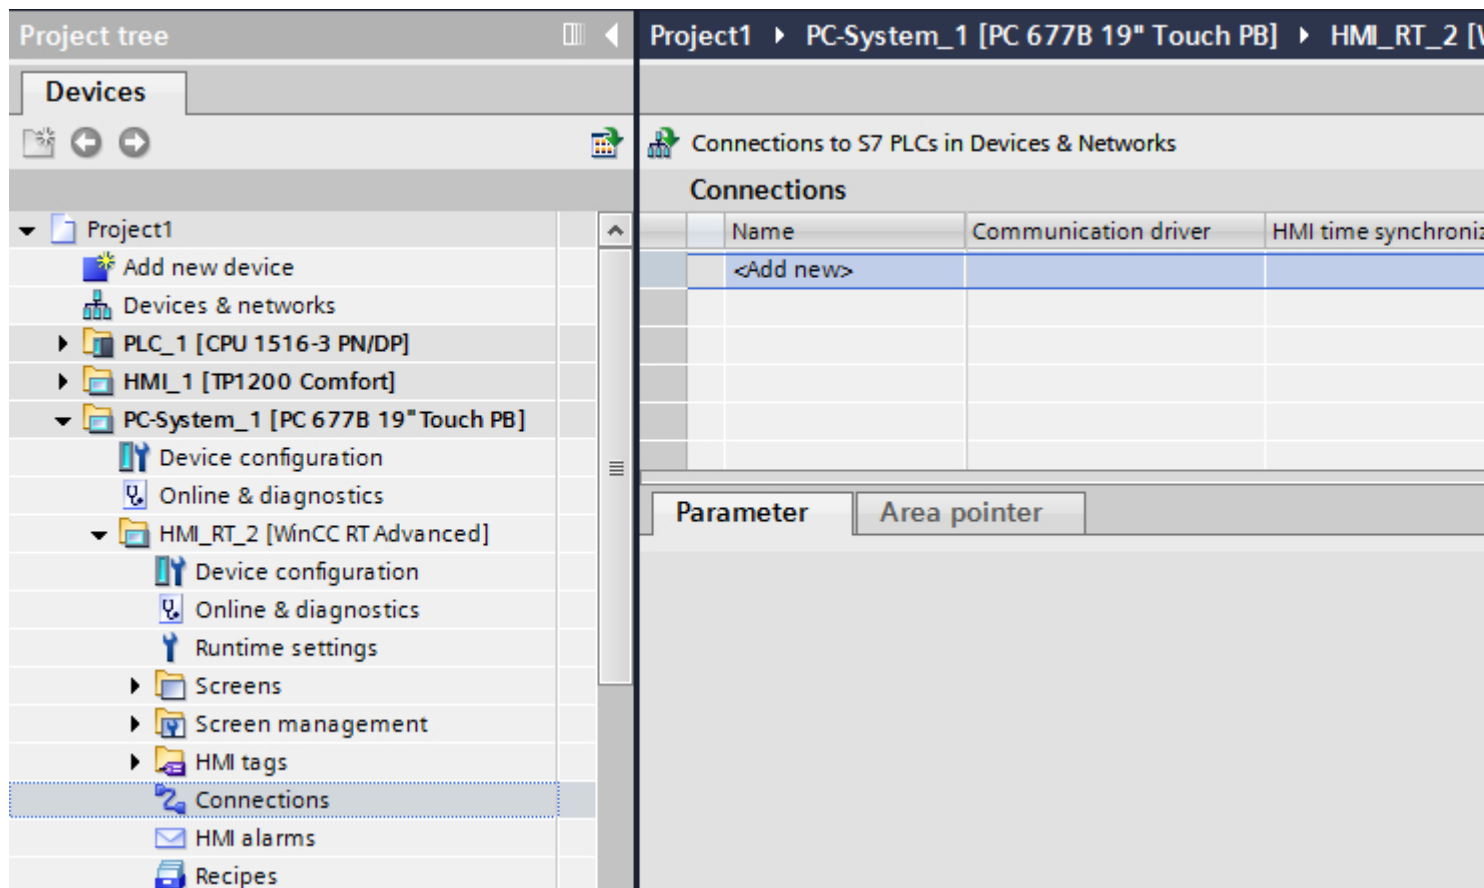 Project tree
Project1 ▸ PC-System_1 [PC 677B 19" Touch PB] ▸ HMI_RT_2 [
Devices
Connections to S7 PLCs in Devices & Networks
Connections
Name Communication driver HMI time synchroniz
<Add new>
Project1
Add new device
Devices & networks
PLC_1 [CPU 1516-3 PN/DP]
HMI_1 [TP1200 Comfort]
PC-System_1 [PC 677B 19" Touch PB]
Device configuration
Online & diagnostics
HMI_RT_2 [WinCC RT Advanced]
Device configuration
Online & diagnostics
Runtime settings
Screens
Screen management
HMI tags
Connections
HMI alarms
Recipes
Parameter
Area pointer